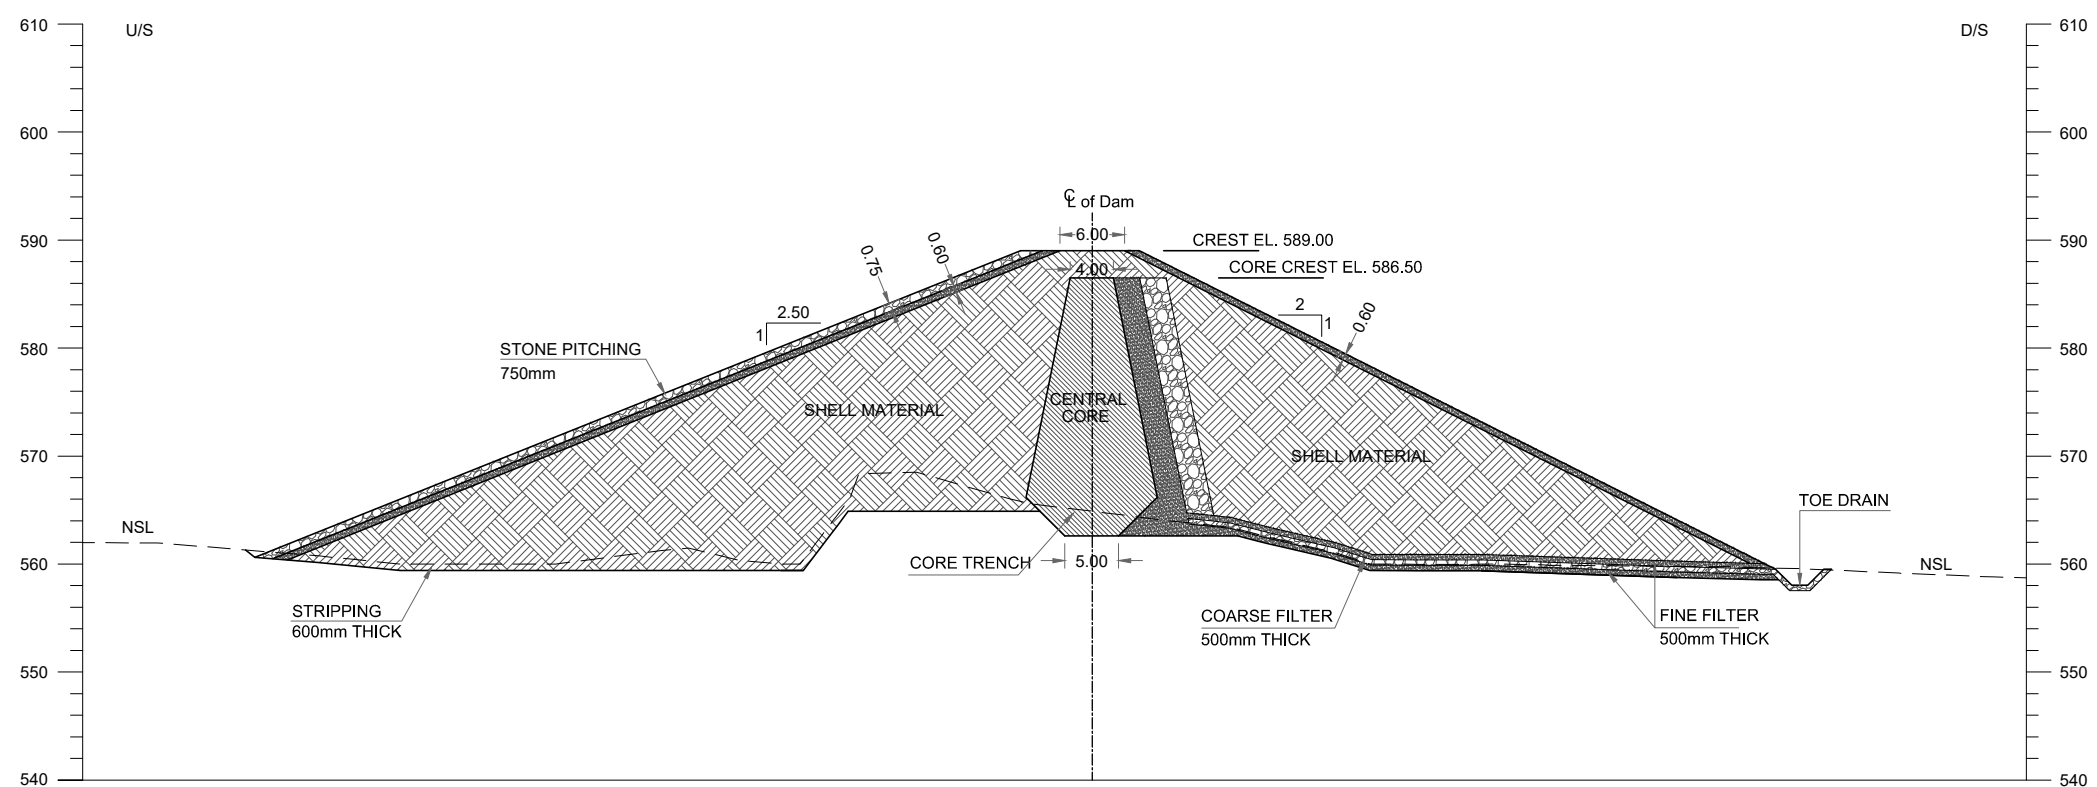 610
U/S
D/S
610
600
600
℄ of Dam
6.00
CREST EL. 589.00
590
590
0.75
0.60
4.00
CORE CREST EL. 586.50
2.50
1
2
1
0.60
580
580
STONE PITCHING
750mm
SHELL MATERIAL
CENTRAL
CORE
SHELL MATERIAL
570
570
NSL
TOE DRAIN
560
CORE TRENCH
5.00
NSL
560
STRIPPING
600mm THICK
COARSE FILTER
500mm THICK
FINE FILTER
500mm THICK
550
550
540
540